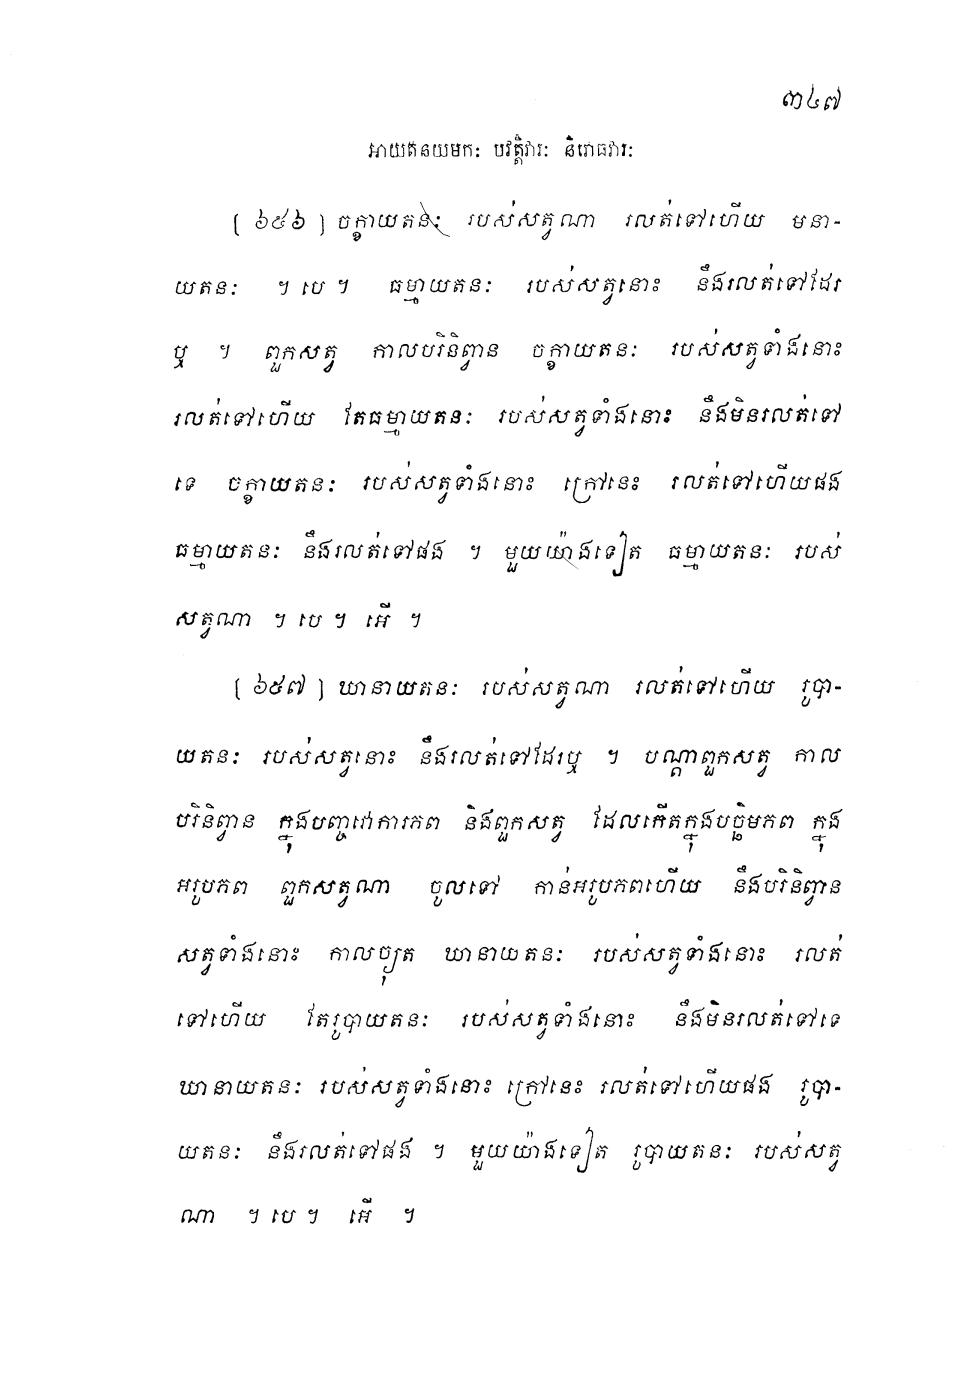 ៣៤៧
អាយតនយមកៈ បវត្តិវារៈ និរោធវារៈ
[ ៦៥៦ ] ចក្ខាយតនៈ របស់សត្វណា រលត់ទៅហើយ មនា-
យតនៈ ។ បេ ។ ធម្មាយតនៈ របស់សត្វនោះ នឹងរលត់ទៅដែរ
ឬ ។ ពួកសត្វ កាលបរិនិព្វាន ចក្ខាយតនៈ របស់សត្វទាំងនោះ
រលត់ទៅហើយ តែធម្មាយតនៈ របស់សត្វទាំងនោះ នឹងមិនរលត់ទៅ
ទេ ចក្ខាយតនៈ របស់សត្វទាំងនោះ ក្រៅនេះ រលត់ទៅហើយផង
ធម្មាយតនៈ នឹងរលត់ទៅផង ។ មួយយ៉ាងទៀត ធម្មាយតនៈ របស់
សត្វណា ។ បេ ។ អើ ។
[ ៦៥៧ ] ឃានាយតនៈ របស់សត្វណា រលត់ទៅហើយ រូបា-
យតនៈ របស់សត្វនោះ នឹងរលត់ទៅដែរឬ ។ បណ្តាពួកសត្វ កាល
បរិនិព្វាន ក្នុងបញ្ចវោការភព និងពួកសត្វ ដែលកើតក្នុងបច្ឆិមភព ក្នុង
អរូបភព ពួកសត្វណា ចូលទៅ កាន់អរូបភពហើយ នឹងបរិនិព្វាន
សត្វទាំងនោះ កាលច្យុត ឃានាយតនៈ របស់សត្វទាំងនោះ រលត់
ទៅហើយ តែរូបាយតនៈ របស់សត្វទាំងនោះ នឹងមិនរលត់ទៅទេ
ឃានាយតនៈ របស់សត្វទាំងនោះ ក្រៅនេះ រលត់ទៅហើយផង រូបា-
យតនៈ នឹងរលត់ទៅផង ។ មួយយ៉ាងទៀត រូបាយតនៈ របស់សត្វ
ណា ។ បេ ។ អើ ។